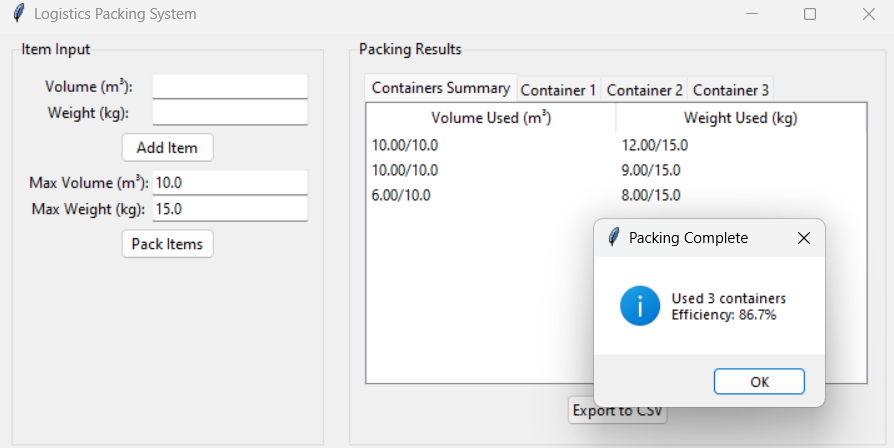 Logistics Packing System
Item Input
Volume (m³):
Weight (kg):
Add Item
Max Volume (m³): 10.0
Max Weight (kg): 15.0
Pack Items
Packing Results
Containers Summary Container 1 Container 2 Container 3
Volume Used (m³) Weight Used (kg)
10.00/10.0 12.00/15.0
10.00/10.0 9.00/15.0
6.00/10.0 8.00/15.0
Packing Complete
Used 3 containers
Efficiency: 86.7%
OK
Export to CSV